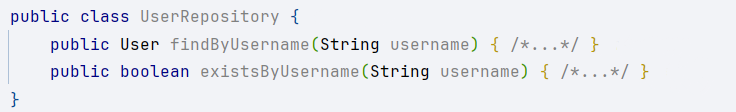 public class UserRepository {
    public User findByUsername(String username) { /*...*/ }
    public boolean existsByUsername(String username) { /*...*/ }
}